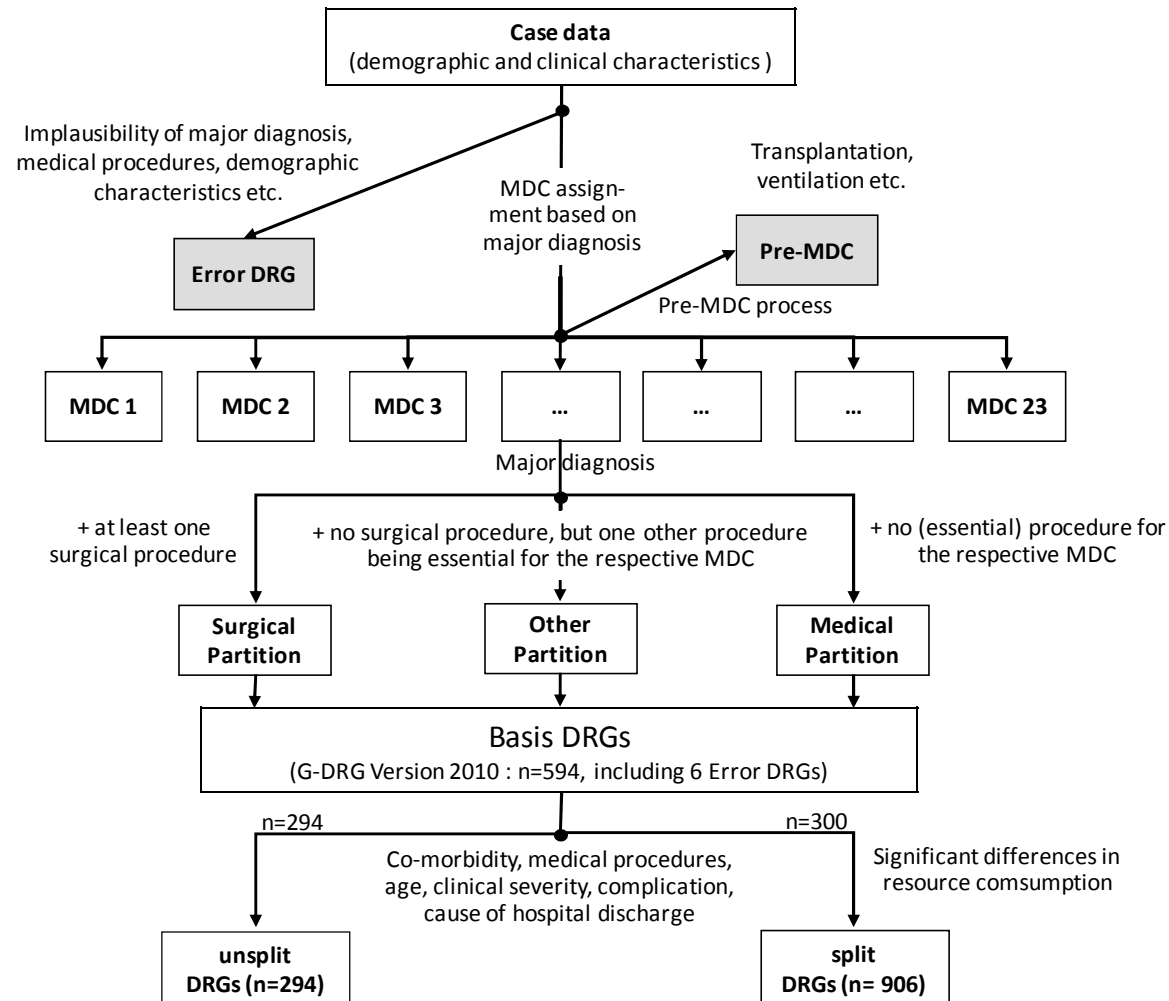 Case data
(demographic and clinical characteristics )
Implausibility of major diagnosis,
medical procedures, demographic
characteristics etc.
MDC assign-
ment based on
major diagnosis
Transplantation,
ventilation etc.
Error DRG
Pre-MDC
Pre-MDC process
MDC 1
MDC 2
MDC 3
...
...
...
MDC 23
Major diagnosis
+ at least one
surgical procedure
+ no surgical procedure, but one other procedure
being essential for the respective MDC
+ no (essential) procedure for
the respective MDC
Surgical
Partition
Other
Partition
Medical
Partition
Basis DRGs
(G-DRG Version 2010 : n=594, including 6 Error DRGs)
n=294
n=300
Co-morbidity, medical procedures,
age, clinical severity, complication,
cause of hospital discharge
Significant differences in
resource comsumption
unsplit
DRGs (n=294)
split
DRGs (n= 906)